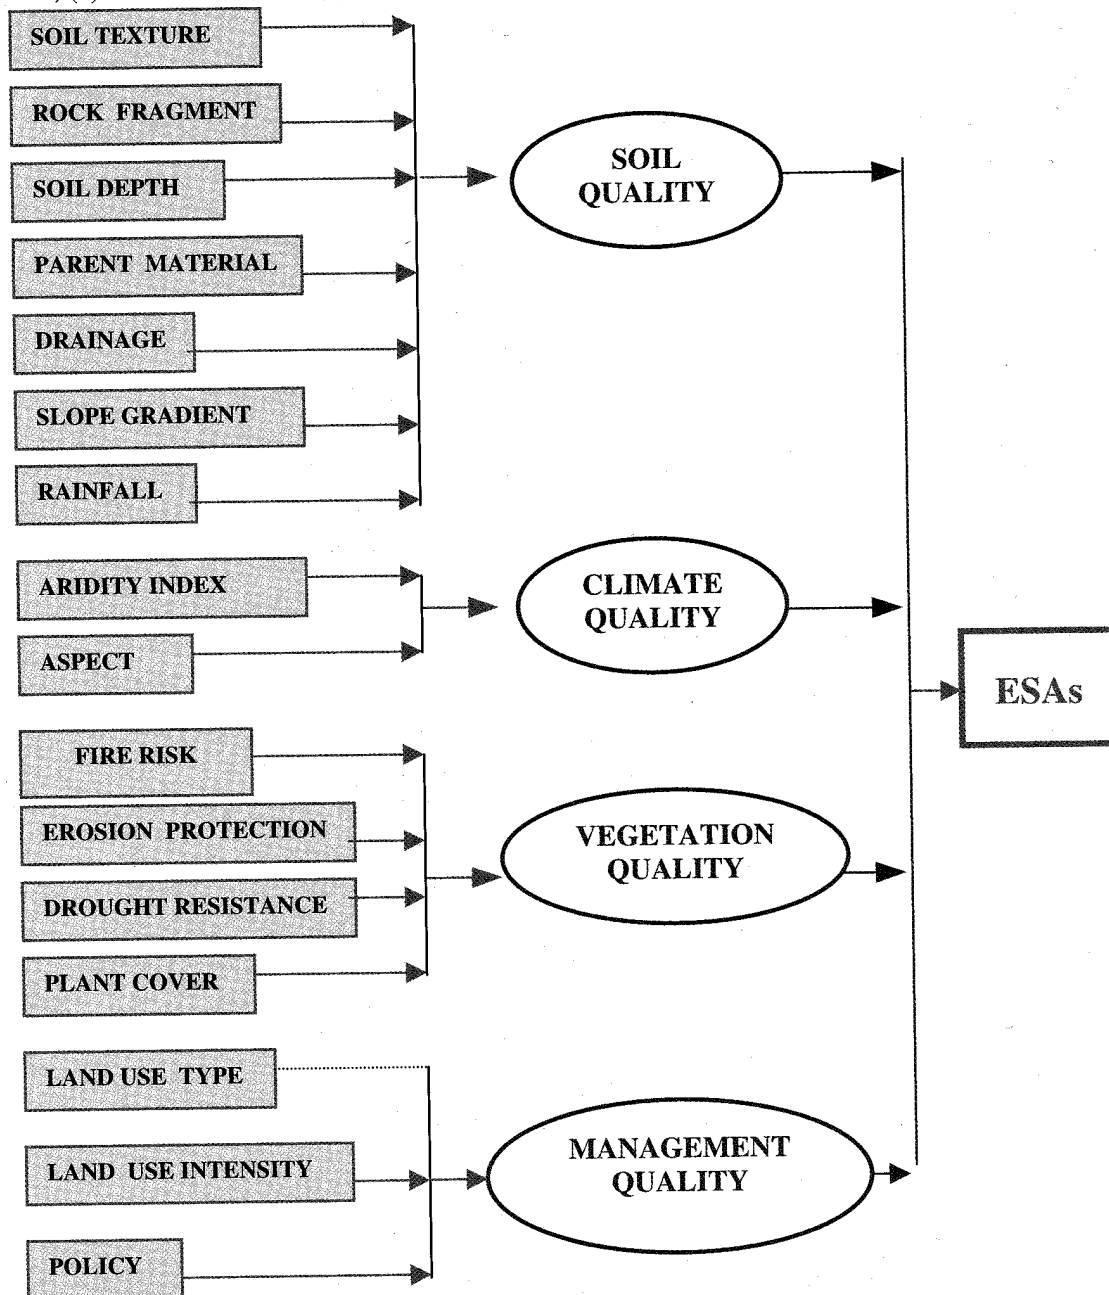 SOIL TEXTURE
ROCK FRAGMENT
SOIL DEPTH
PARENT MATERIAL
DRAINAGE
SLOPE GRADIENT
RAINFALL
SOIL
QUALITY
ARIDITY INDEX
ASPECT
CLIMATE
QUALITY
FIRE RISK
EROSION PROTECTION
DROUGHT RESISTANCE
PLANT COVER
VEGETATION
QUALITY
LAND USE TYPE
LAND USE INTENSITY
POLICY
MANAGEMENT
QUALITY
ESAs